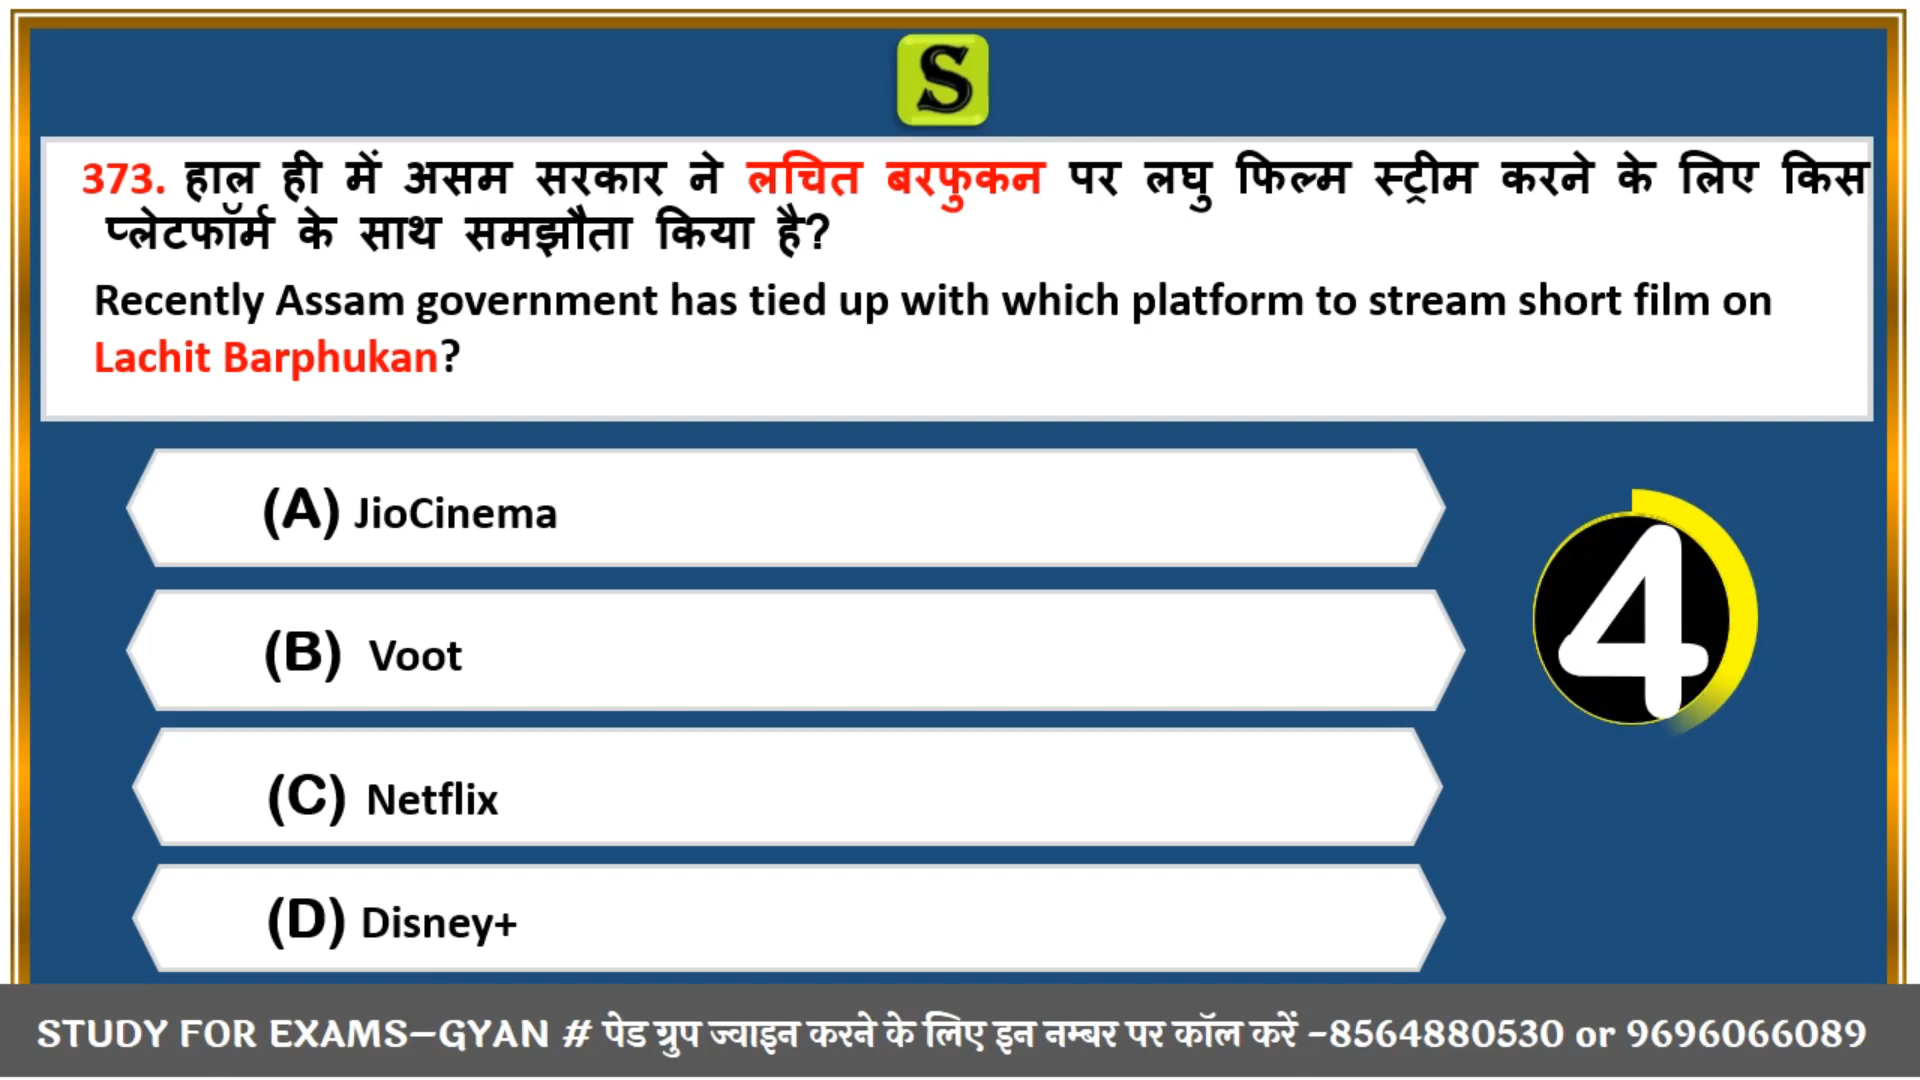 S
373. हाल ही में असम सरकार ने लचित बरफुकन पर लघु फिल्म स्ट्रीम करने के लिए किस
प्लेटफॉर्म के साथ समझौता किया है?
Recently Assam government has tied up with which platform to stream short film on
Lachit Barphukan?
(A) JioCinema
(B) Voot
4
(C) Netflix
(D) Disney+
STUDY FOR EXAMS–GYAN # पेड ग्रुप ज्वाइन करने के लिए इन नम्बर पर कॉल करें –8564880530 or 9696066089